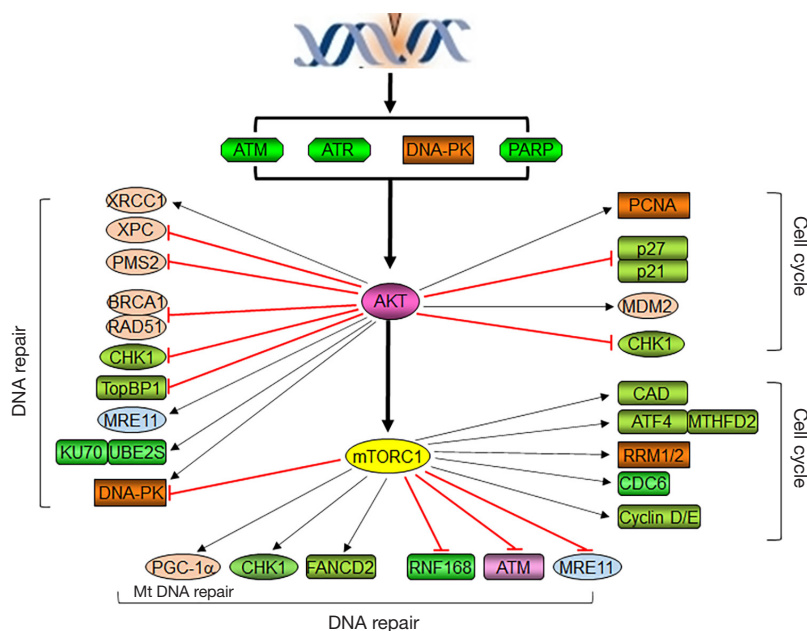 ATM
ATR
DNA-PK
PARP
XRCC1
XPC
PMS2
BRCA1
RAD51
CHK1
TopBP1
MRE11
KU70 UBE2S
DNA-PK
DNA repair
AKT
PCNA
p27
p21
MDM2
CHK1
Cell cycle
mTORC1
CAD
ATF4 MTHFD2
RRM1/2
CDC6
Cyclin D/E
Cell cycle
PGC-1α
CHK1
FANCD2
RNF168
ATM
MRE11
Mt DNA repair
DNA repair